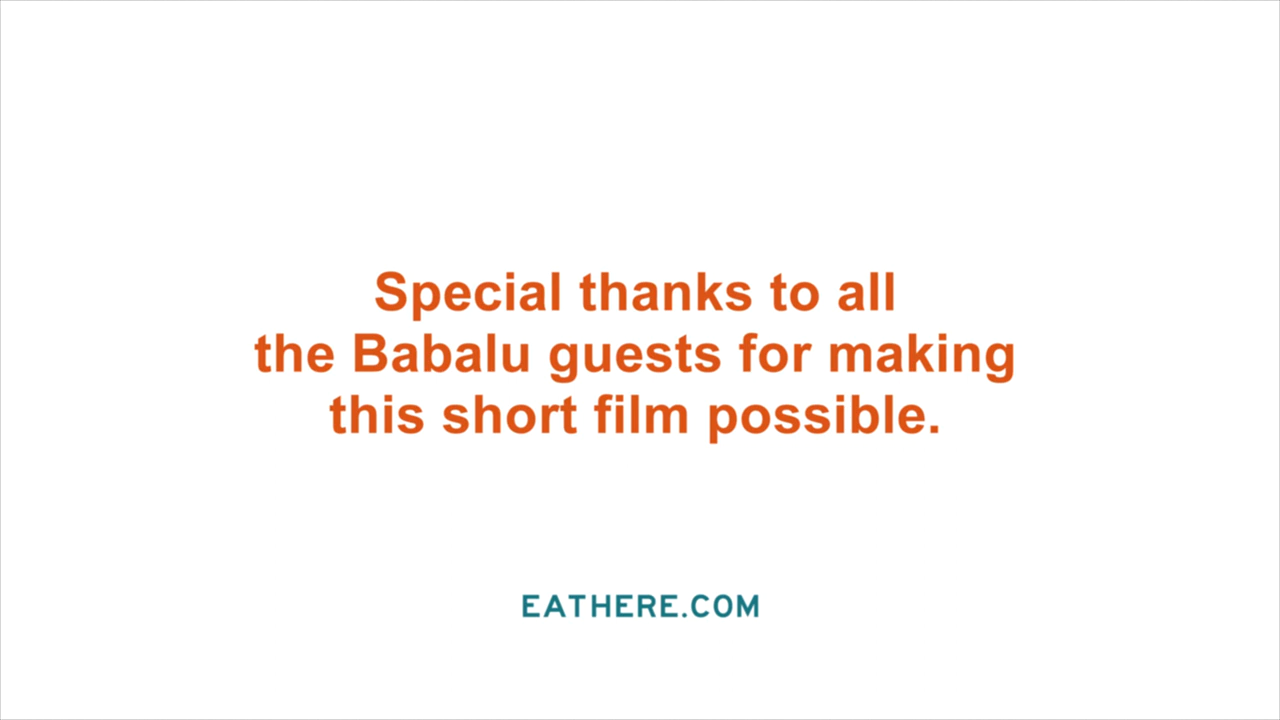 Special thanks to all
the Babalu guests for making
this short film possible.
EATHERE.COM